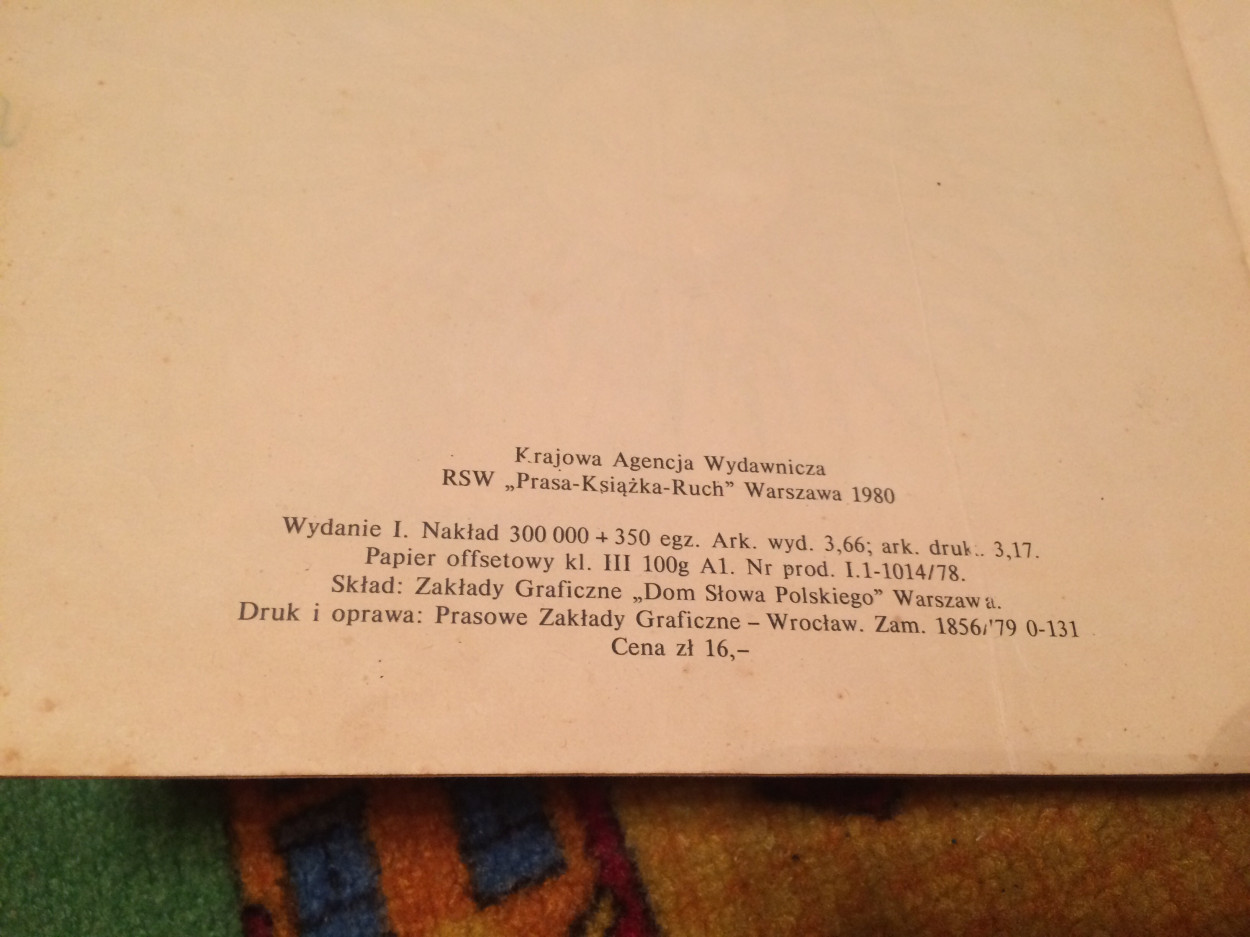 Krajowa Agencja Wydawnicza
RSW „Prasa-Książka-Ruch” Warszawa 1980
Wydanie I. Nakład 300 000 + 350 egz. Ark. wyd. 3,66; ark. druk.. 3,17.
Papier offsetowy kl. III 100g A1. Nr prod. I.1-1014/78.
Skład: Zakłady Graficzne „Dom Słowa Polskiego” Warszawa.
Druk i oprawa: Prasowe Zakłady Graficzne – Wrocław. Zam. 1856/'79 0-131
Cena zł 16,–